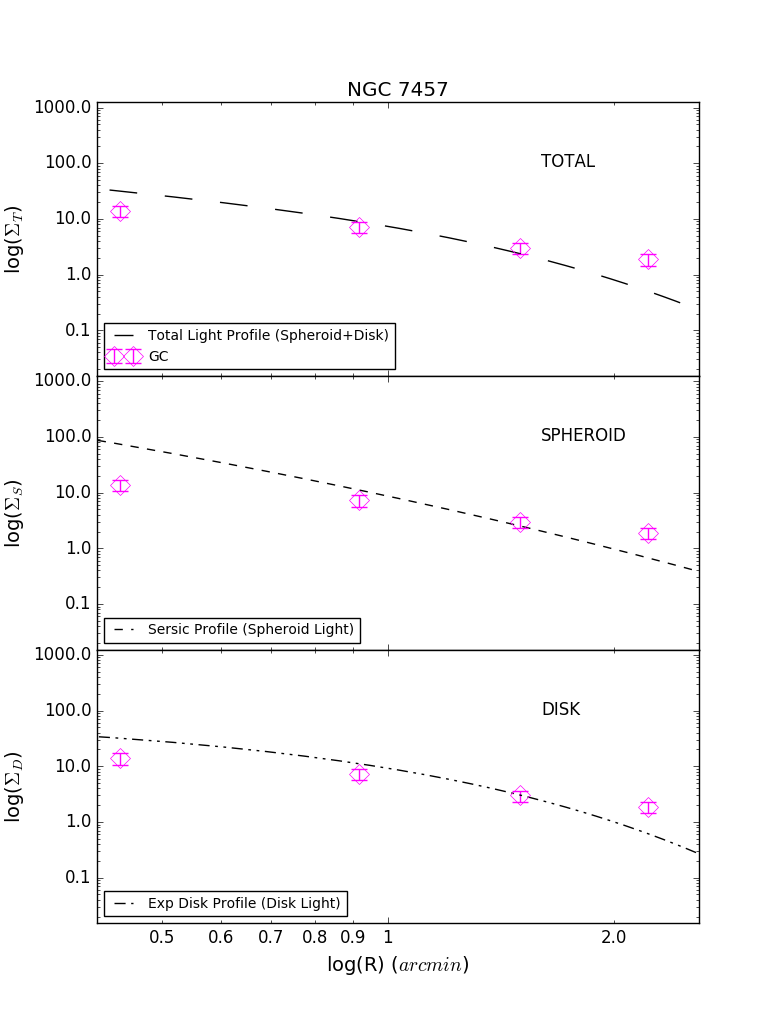 NGC 7457
1000.0
100.0
10.0
1.0
0.1
log(Σ_T)
TOTAL
Total Light Profile (Spheroid+Disk)
GC
1000.0
100.0
10.0
1.0
0.1
log(Σ_S)
SPHEROID
Sersic Profile (Spheroid Light)
1000.0
100.0
10.0
1.0
0.1
log(Σ_D)
DISK
Exp Disk Profile (Disk Light)
0.5 0.6 0.7 0.8 0.9 1 2.0
log(R) (arcmin)